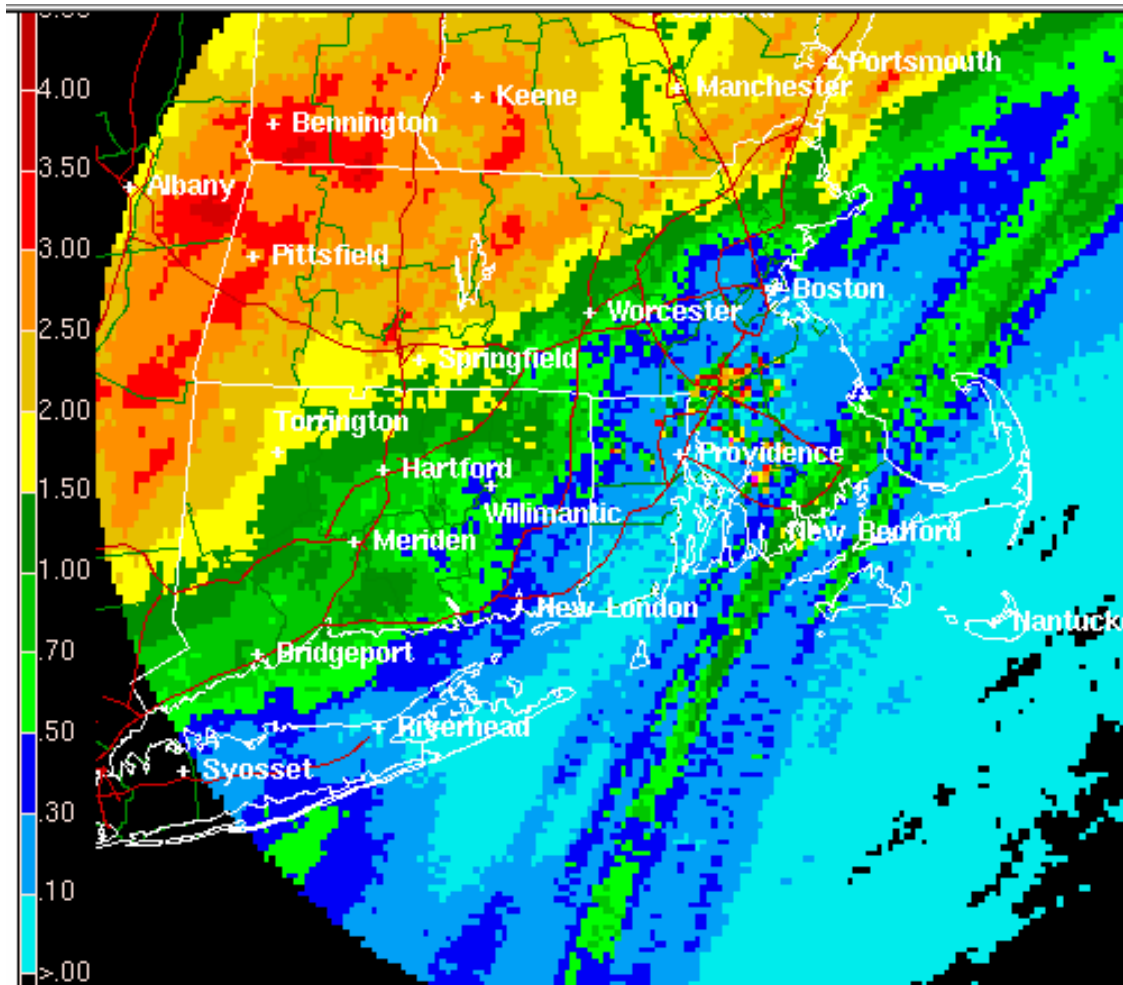 4.00
3.50
3.00
2.50
2.00
1.50
1.00
.70
.50
.30
.10
>.00
Portsmouth
Manchester
Keene
Bennington
Albany
Pittsfield
Boston
Worcester
Springfield
Torrington
Hartford
Providence
Willimantic
New Bedford
Meriden
New London
Nantucke
Bridgeport
Riverhead
Syosset